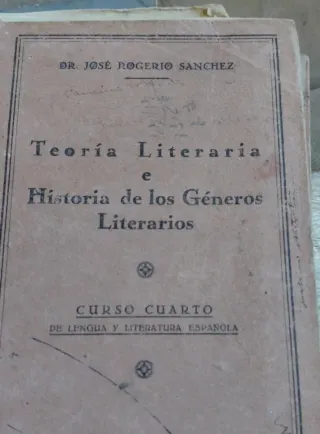 DR. JOSÉ ROGERIO SANCHEZ
Teoría Literaria
e
Historia de los Géneros
Literarios
CURSO CUARTO
DE LENGUA Y LITERATURA ESPAÑOLA